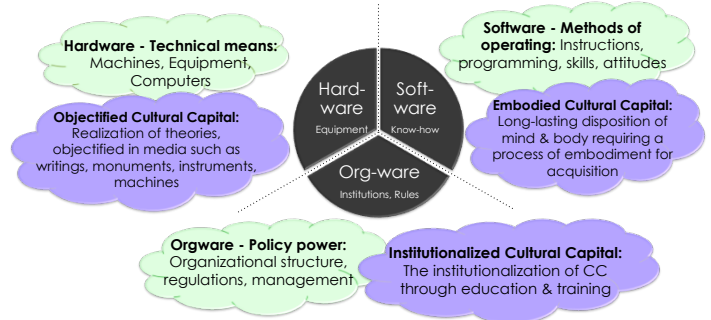 Hardware - Technical means:
Machines, Equipment,
Computers
Objectified Cultural Capital:
Realization of theories,
objectified in media such as
writings, monuments, instruments,
machines
Hard-
ware
Equipment
Soft-
ware
Know-how
Org-ware
Institutions, Rules
Software - Methods of
operating: Instructions,
programming, skills, attitudes
Embodied Cultural Capital:
Long-lasting disposition of
mind & body requiring a
process of embodiment for
acquisition
Orgware - Policy power:
Organizational structure,
regulations, management
Institutionalized Cultural Capital:
The institutionalization of CC
through education & training